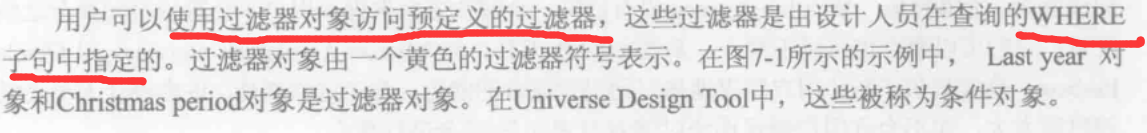 用户可以使用过滤器对象访问预定义的过滤器，这些过滤器是由设计人员在查询的WHERE
子句中指定的。过滤器对象由一个黄色的过滤器符号表示。在图7-1所示的示例中， Last year 对
象和Christmas period对象是过滤器对象。在Universe Design Tool中，这些被称为条件对象。